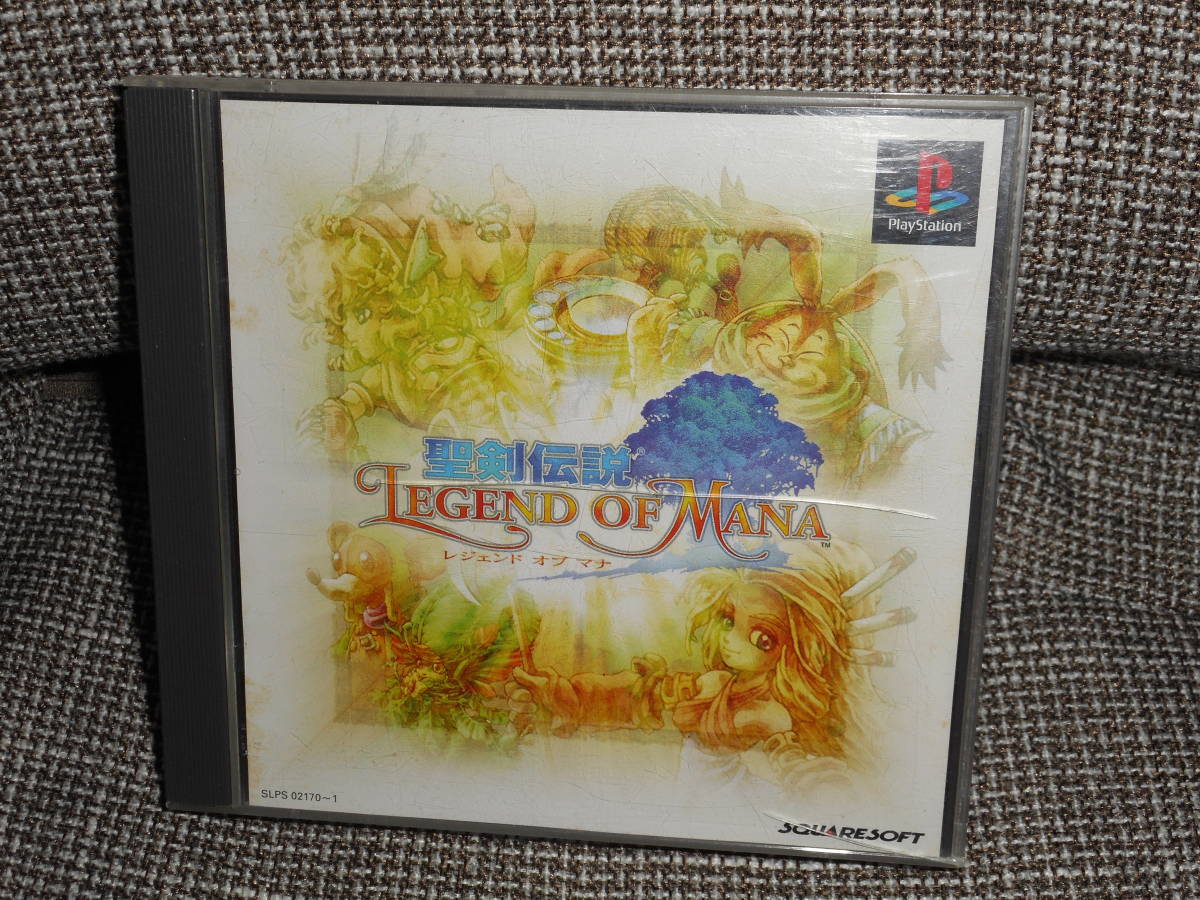 PlayStation
聖剣伝説®
LEGEND OF MANA™
レジェンド オブ マナ
SLPS 02170~1
SQUARESOFT